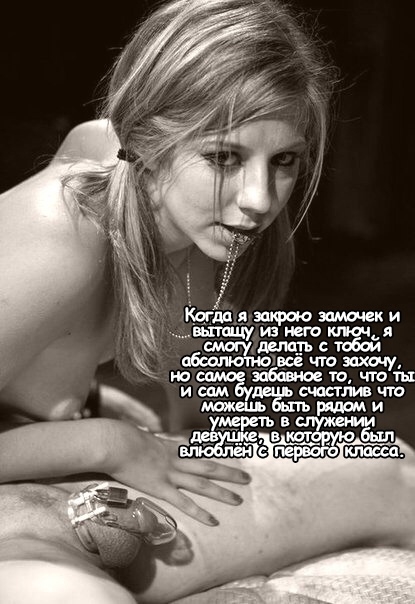 Когда я закрою замочек и
вытащу из него ключ, я
смогу делать с тобой
абсолютно всё что захочу,
но самое забавное то, что ты
и сам будешь счастлив что
можешь быть рядом и
умереть в служении
девушке, в которую был
влюблен с первого класса.